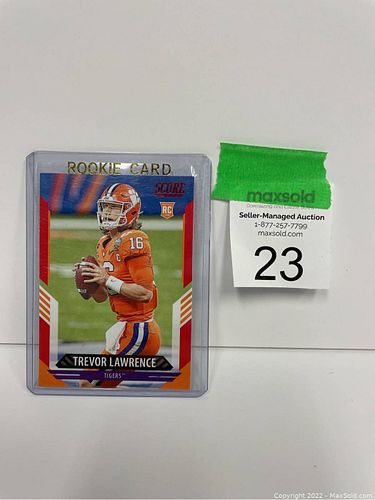 ROOKIE CARD
SCORE
RC
16
C
TREVOR LAWRENCE
TIGERS™
maxsold
Seller-Managed Auction
1-877-257-7799
maxsold.com
23
Copyright 2022 - MaxSold.com